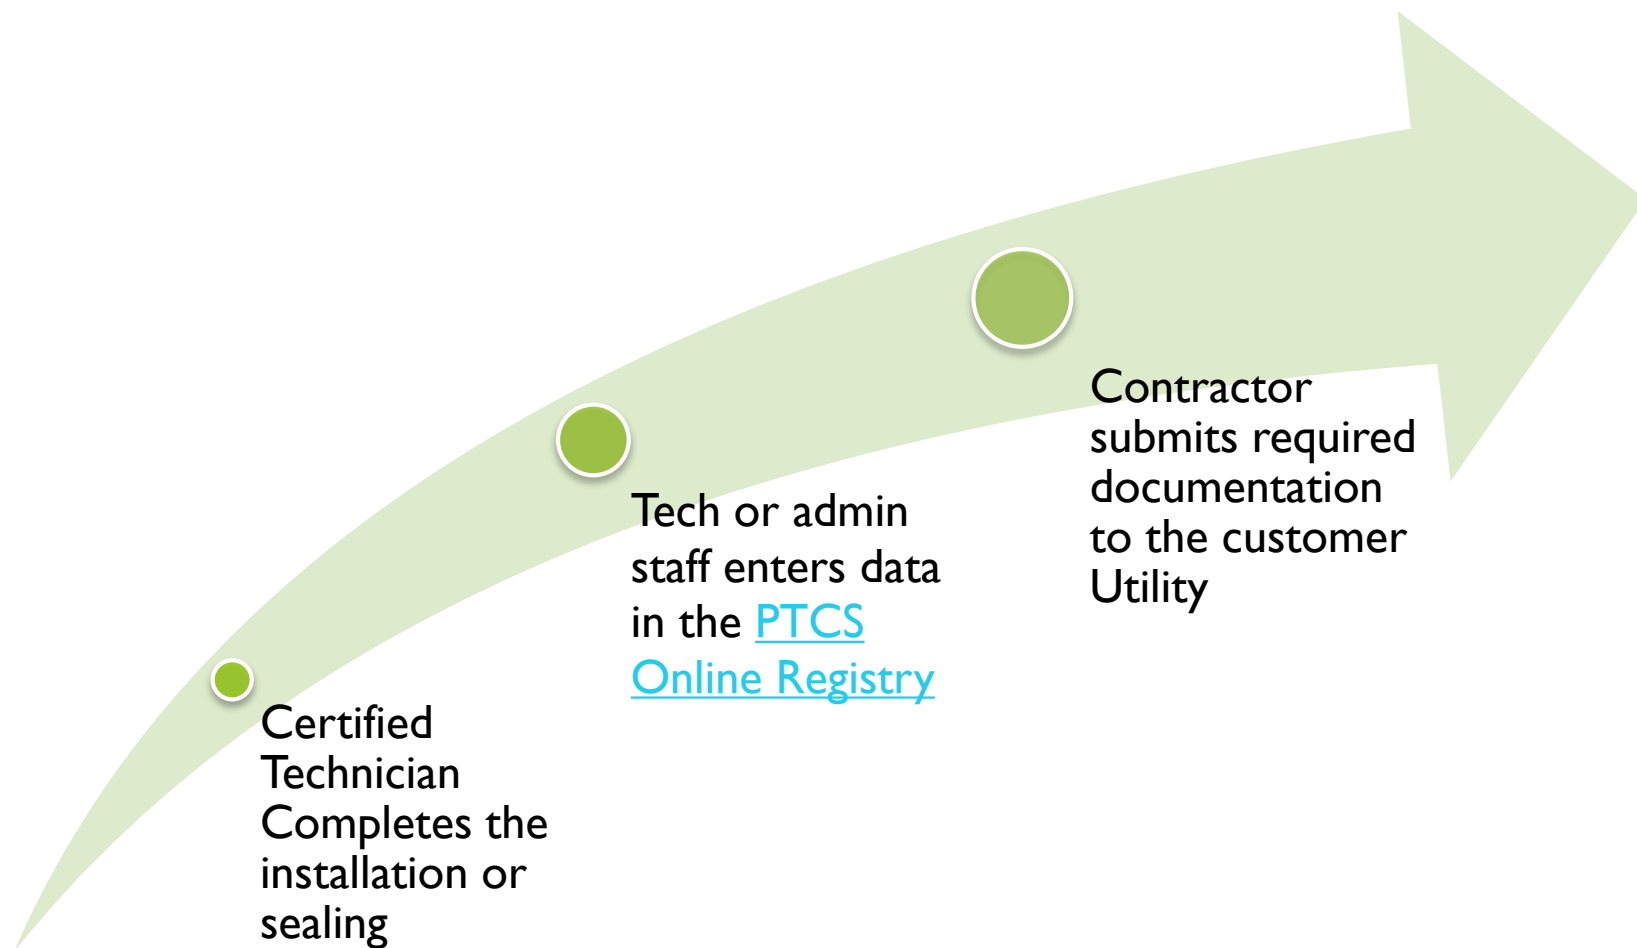 Certified
Technician
Completes the
installation or
sealing
Tech or admin
staff enters data
in the PTCS
Online Registry
Contractor
submits required
documentation
to the customer
Utility